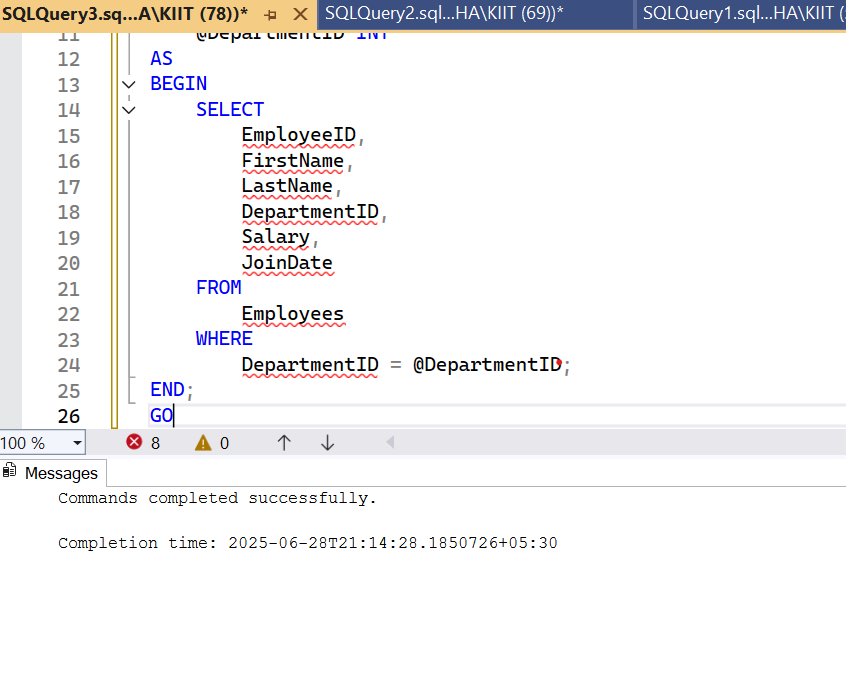 SQLQuery3.sq...A\KIIT (78))* SQLQuery2.sql...HA\KIIT (69))* SQLQuery1.sql...HA\KIIT (
11 @DepartmentID INT
12 AS
13 BEGIN
14 SELECT
15 EmployeeID,
16 FirstName,
17 LastName,
18 DepartmentID,
19 Salary,
20 JoinDate
21 FROM
22 Employees
23 WHERE
24 DepartmentID = @DepartmentID;
25 END;
26 GO
100 % 8 0
Messages
Commands completed successfully.
Completion time: 2025-06-28T21:14:28.1850726+05:30